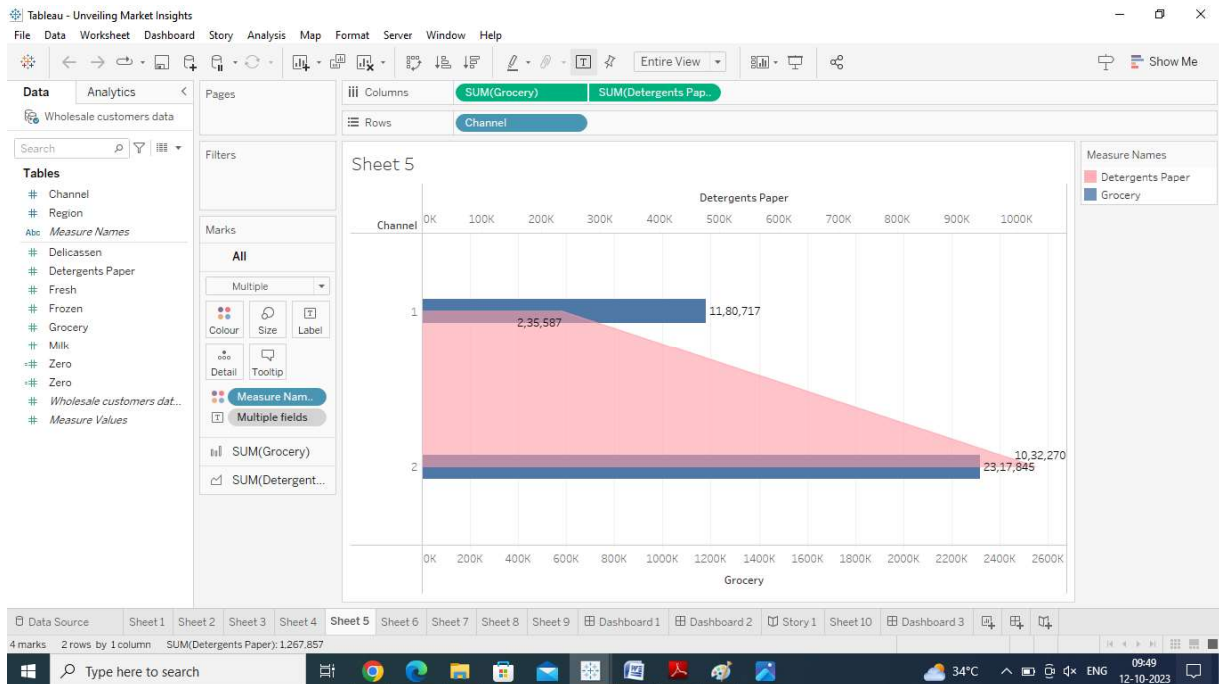 Tableau - Unveiling Market Insights
File Data Worksheet Dashboard Story Analysis Map Format Server Window Help
Entire View
Show Me
Data Analytics
Wholesale customers data
Search
Tables
# Channel
# Region
Abc Measure Names
# Delicassen
# Detergents Paper
# Fresh
# Frozen
# Grocery
# Milk
=# Zero
=# Zero
# Wholesale customers dat...
# Measure Values
Pages
Filters
Marks
All
Multiple
Colour Size Label
Detail Tooltip
Measure Nam..
Multiple fields
SUM(Grocery)
SUM(Detergent...
Columns SUM(Grocery) SUM(Detergents Pap..
Rows Channel
Sheet 5
Detergents Paper
Channel 0K 100K 200K 300K 400K 500K 600K 700K 800K 900K 1000K
1 11,80,717
2,35,587
10,32,270
2 23,17,845
0K 200K 400K 600K 800K 1000K 1200K 1400K 1600K 1800K 2000K 2200K 2400K 2600K
Grocery
Measure Names
Detergents Paper
Grocery
Data Source Sheet 1 Sheet 2 Sheet 3 Sheet 4 Sheet 5 Sheet 6 Sheet 7 Sheet 8 Sheet 9 Dashboard 1 Dashboard 2 Story 1 Sheet 10 Dashboard 3
4 marks 2 rows by 1 column SUM(Detergents Paper): 1,267,857
Type here to search
34°C ENG 09:49
12-10-2023